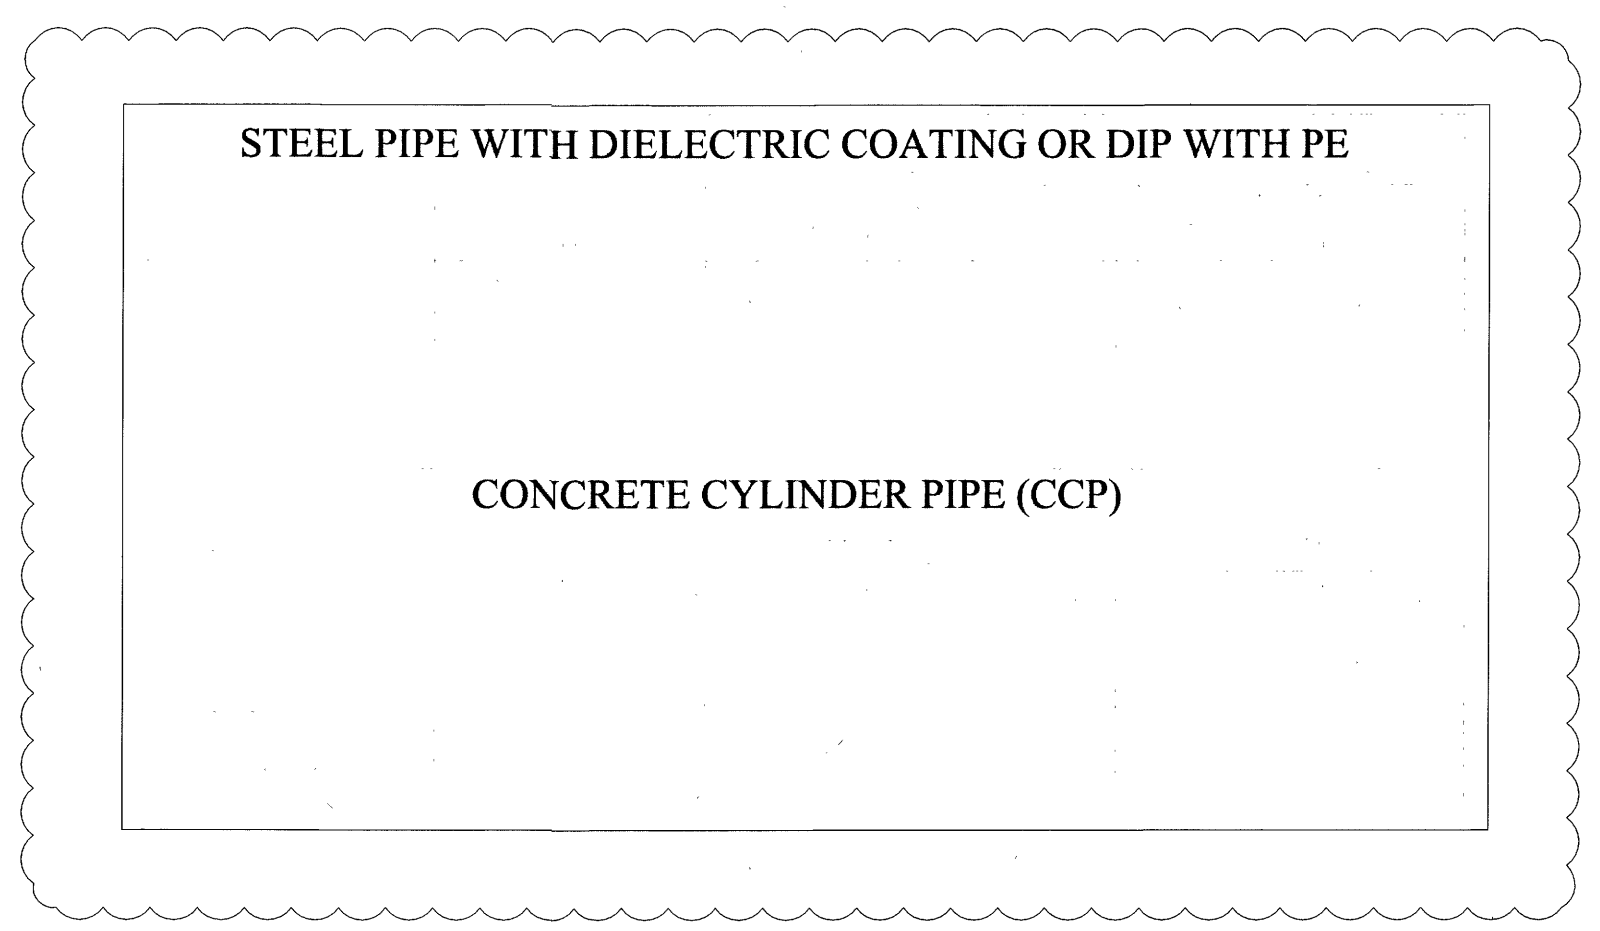 STEEL PIPE WITH DIELECTRIC COATING OR DIP WITH PE
CONCRETE CYLINDER PIPE (CCP)